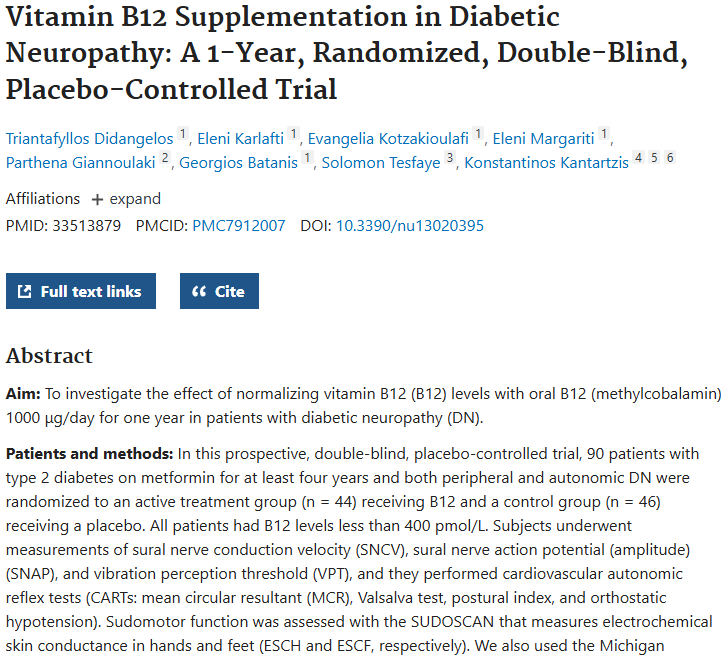 Vitamin B12 Supplementation in Diabetic
Neuropathy: A 1-Year, Randomized, Double-Blind,
Placebo-Controlled Trial
Triantafyllos Didangelos 1, Eleni Karlafti 1, Evangelia Kotzakioulafi 1, Eleni Margariti 1,
Parthena Giannoulaki 2, Georgios Batanis 1, Solomon Tesfaye 3, Konstantinos Kantartzis 4 5 6
Affiliations + expand
PMID: 33513879 PMCID: PMC7912007 DOI: 10.3390/nu13020395
Full text links
Cite
Abstract
Aim: To investigate the effect of normalizing vitamin B12 (B12) levels with oral B12 (methylcobalamin)
1000 μg/day for one year in patients with diabetic neuropathy (DN).
Patients and methods: In this prospective, double-blind, placebo-controlled trial, 90 patients with
type 2 diabetes on metformin for at least four years and both peripheral and autonomic DN were
randomized to an active treatment group (n = 44) receiving B12 and a control group (n = 46)
receiving a placebo. All patients had B12 levels less than 400 pmol/L. Subjects underwent
measurements of sural nerve conduction velocity (SNCV), sural nerve action potential (amplitude)
(SNAP), and vibration perception threshold (VPT), and they performed cardiovascular autonomic
reflex tests (CARTs: mean circular resultant (MCR), Valsalva test, postural index, and orthostatic
hypotension). Sudomotor function was assessed with the SUDOSCAN that measures electrochemical
skin conductance in hands and feet (ESCH and ESCF, respectively). We also used the Michigan